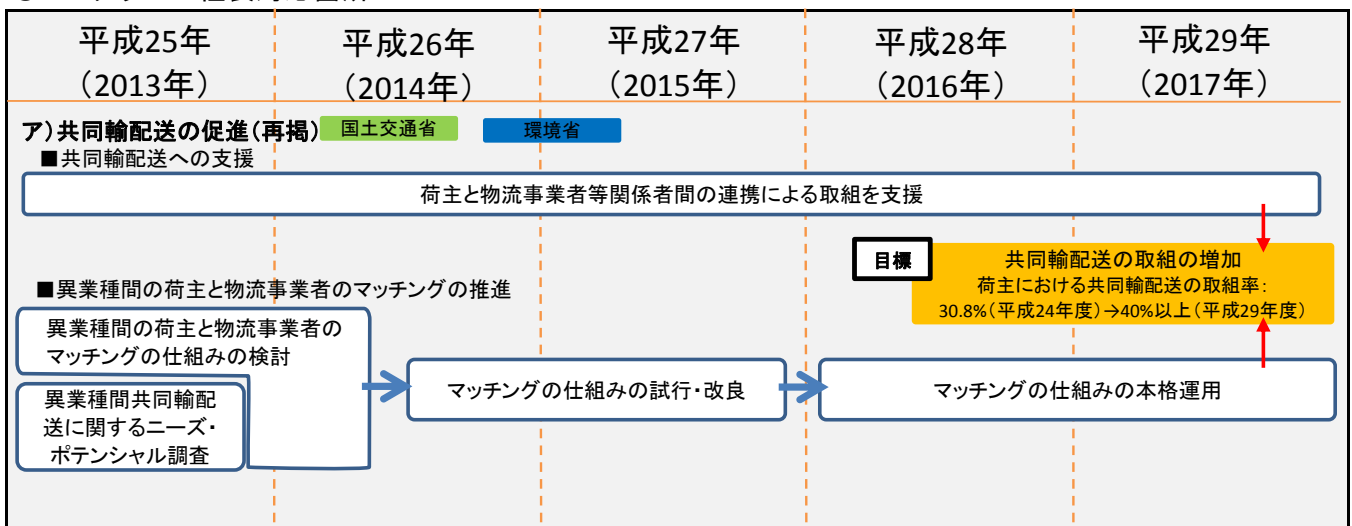 平成25年
（2013年）
平成26年
（2014年）
平成27年
（2015年）
平成28年
（2016年）
平成29年
（2017年）
ア)共同輸配送の促進(再掲)
国土交通省
環境省
■共同輸配送への支援
荷主と物流事業者等関係者間の連携による取組を支援
目標
共同輸配送の取組の増加
荷主における共同輸配送の取組率：
30.8%(平成24年度)→40%以上(平成29年度)
■異業種間の荷主と物流事業者のマッチングの推進
異業種間の荷主と物流事業者の
マッチングの仕組みの検討
異業種間共同輸配
送に関するニーズ・
ポテンシャル調査
マッチングの仕組みの試行・改良
マッチングの仕組みの本格運用